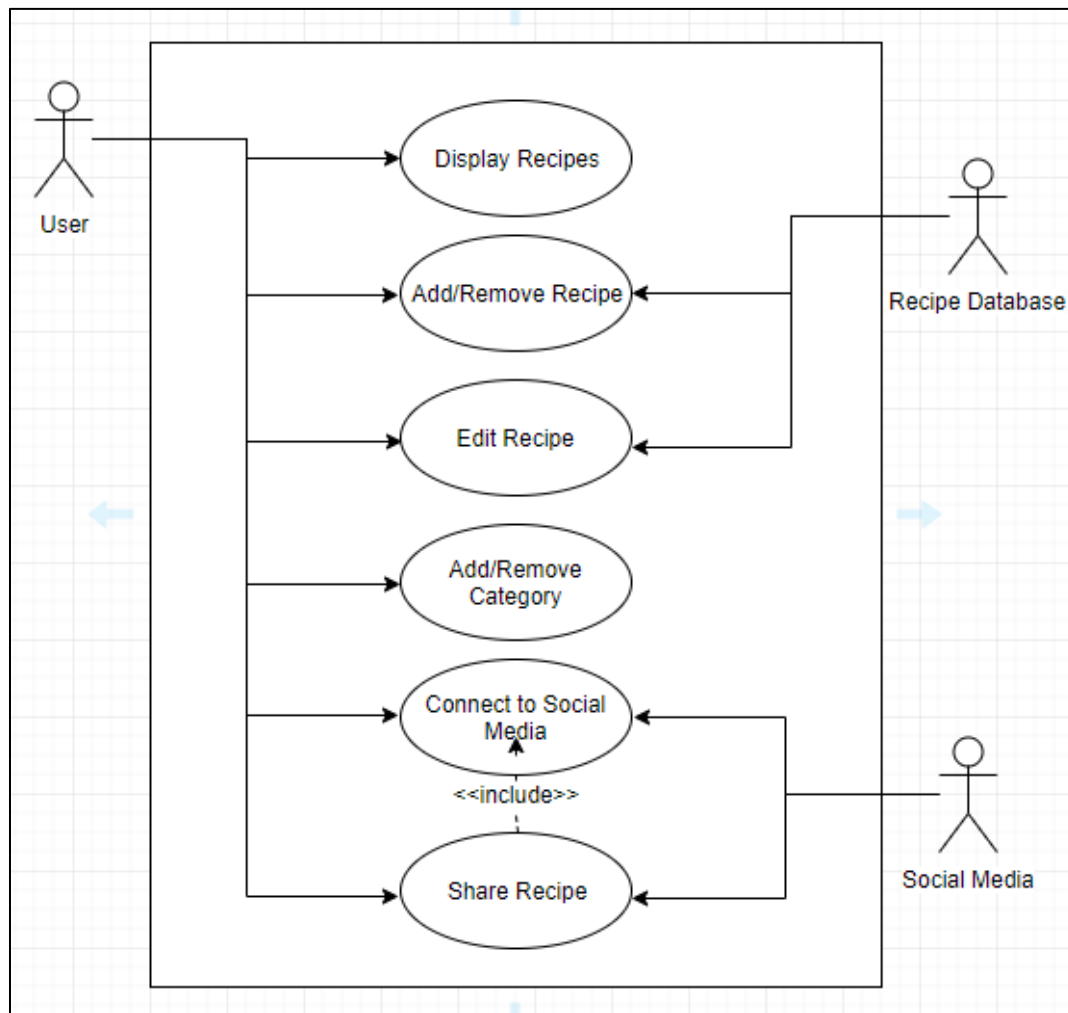 User
Display Recipes
Add/Remove Recipe
Recipe Database
Edit Recipe
Add/Remove
Category
Connect to Social
Media
<<include>>
Share Recipe
Social Media